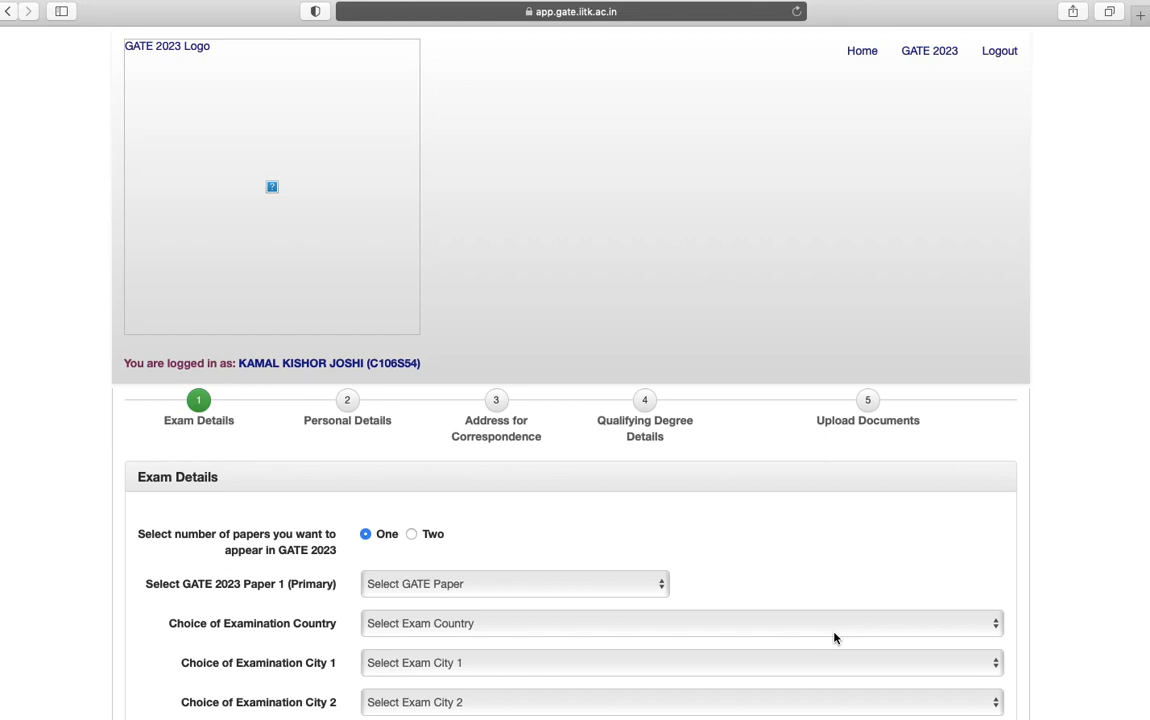 app.gate.iitk.ac.in
GATE 2023 Logo
Home GATE 2023 Logout
?
You are logged in as: KAMAL KISHOR JOSHI (C106S54)
1 2 3 4 5
Exam Details Personal Details Address for Qualifying Degree Upload Documents
Correspondence Details
Exam Details
Select number of papers you want to One Two
appear in GATE 2023
Select GATE 2023 Paper 1 (Primary) Select GATE Paper
Choice of Examination Country Select Exam Country
Choice of Examination City 1 Select Exam City 1
Choice of Examination City 2 Select Exam City 2